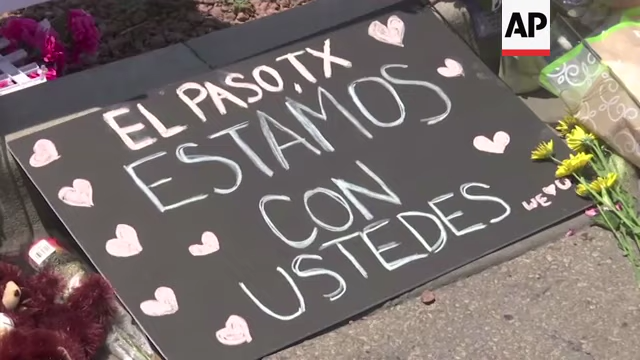 AP
EL PASO, TX
ESTAMOS
CON
USTEDES
WE ♥ U